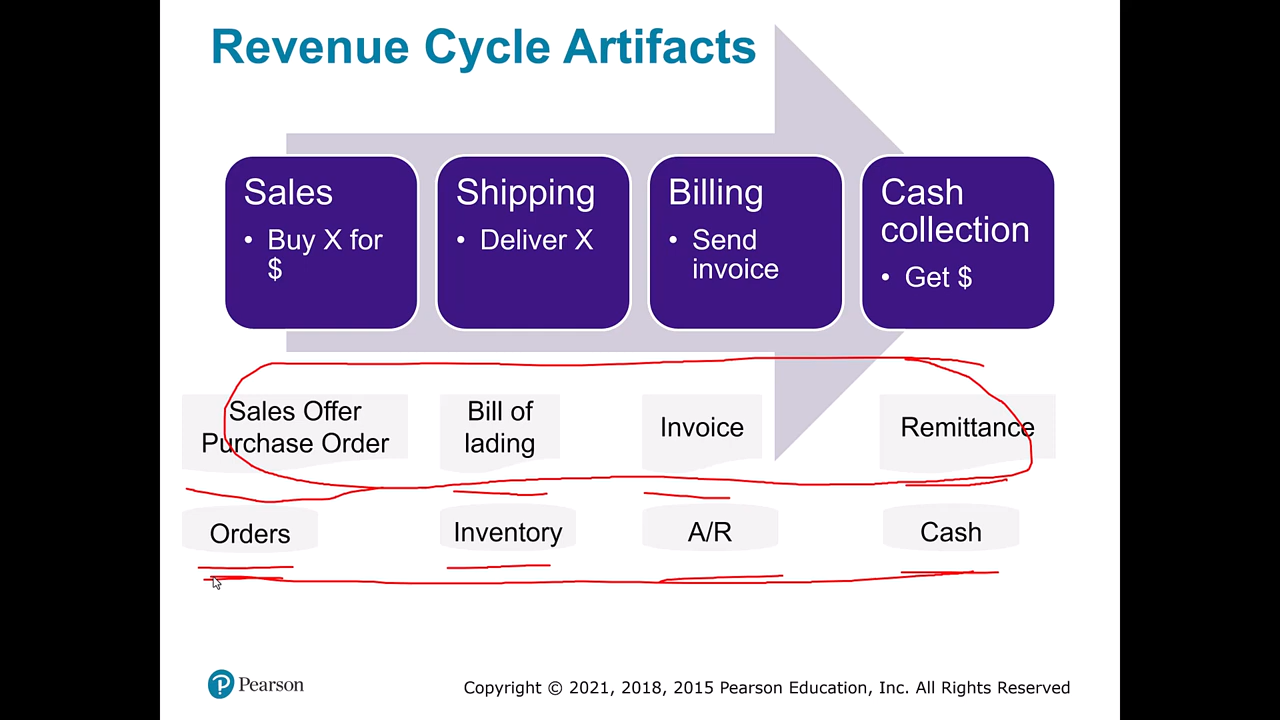 Revenue Cycle Artifacts
Sales
• Buy X for
$
Shipping
• Deliver X
Billing
• Send
invoice
Cash
collection
• Get $
Sales Offer
Purchase Order
Bill of
lading
Invoice
Remittance
Orders
Inventory
A/R
Cash
Pearson
Copyright © 2021, 2018, 2015 Pearson Education, Inc. All Rights Reserved